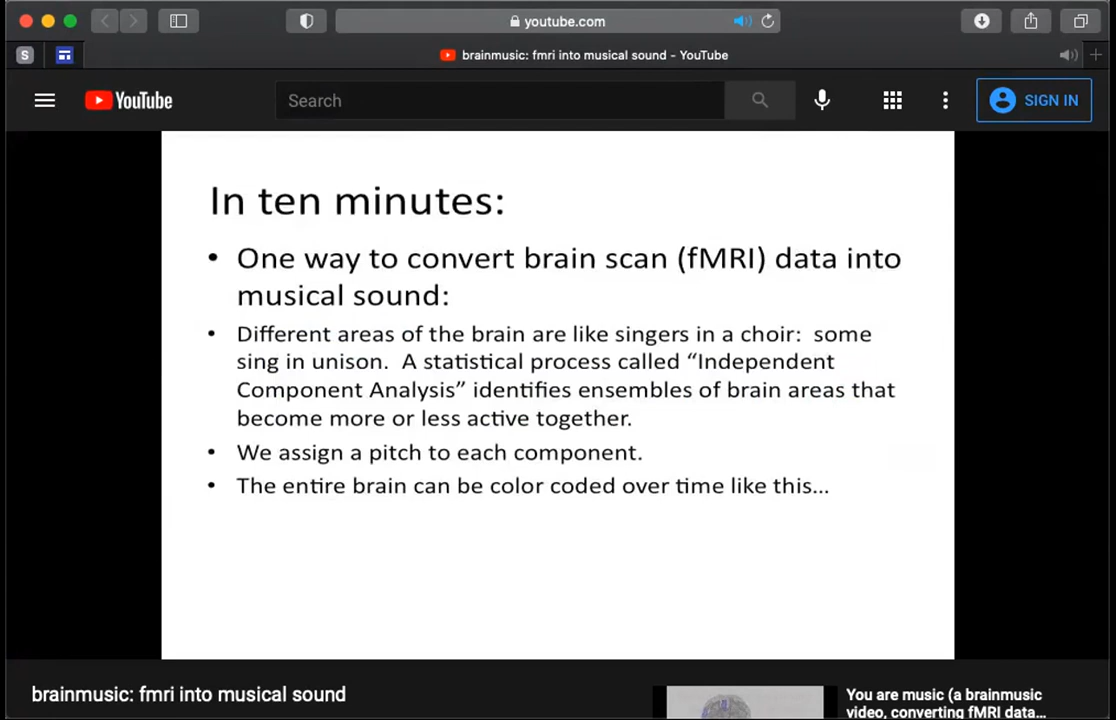 youtube.com
S
brainmusic: fmri into musical sound - YouTube
YouTube
Search
SIGN IN
In ten minutes:
• One way to convert brain scan (fMRI) data into
musical sound:
• Different areas of the brain are like singers in a choir: some
sing in unison. A statistical process called “Independent
Component Analysis” identifies ensembles of brain areas that
become more or less active together.
• We assign a pitch to each component.
• The entire brain can be color coded over time like this...
brainmusic: fmri into musical sound
You are music (a brainmusic
video, converting fMRI data...